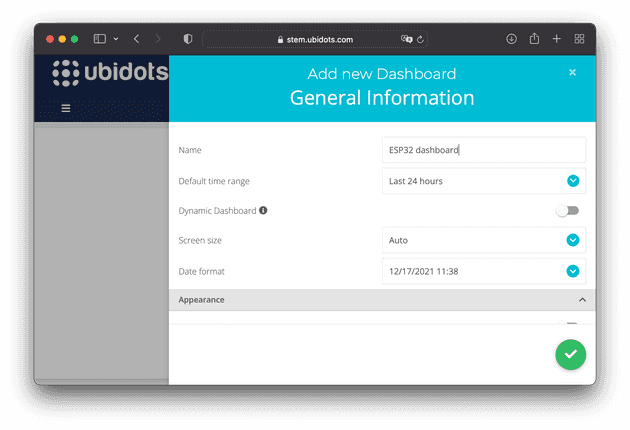 stem.ubidots.com
ubidots
Add new Dashboard
General Information
Name
ESP32 dashboard
Default time range
Last 24 hours
Dynamic Dashboard
Screen size
Auto
Date format
12/17/2021 11:38
Appearance